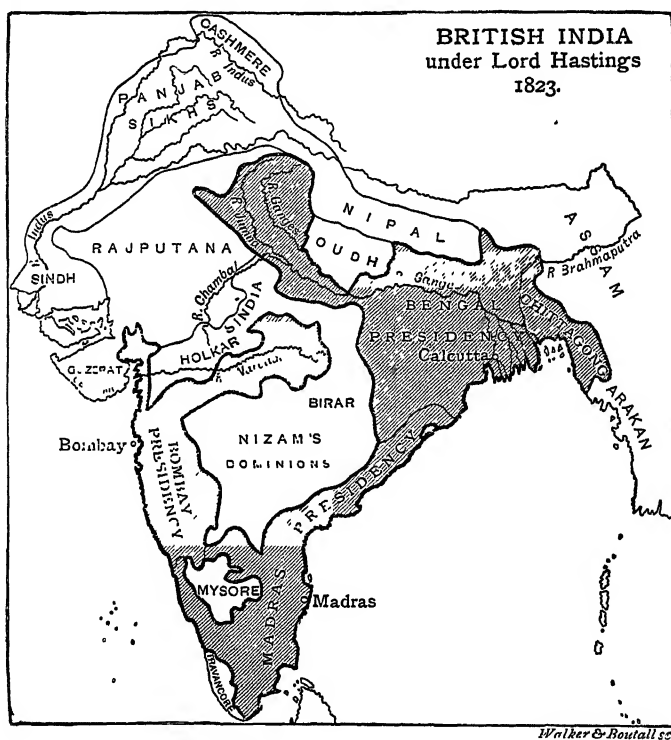 BRITISH INDIA
under Lord Hastings
1823.
CASHMERE
R. Indus
PANJAB
SIKHS
Indus
RAJPUTANA
SINDH
R. Jumna
R. Ganges
NIPAL
OUDH
ASSAM
R. Brahmaputra
R. Chambal
SINDIA
HOLKAR
GUZERAT
BENGAL
PRESIDENCY
Calcutta
CHITTAGONG
ARAKAN
BIRAR
NIZAM'S
DOMINIONS
Bombay
BOMBAY
PRESIDENCY
PRESIDENCY
MYSORE
MADRAS
Madras
TRAVANCORE
Walker & Boutall sc.